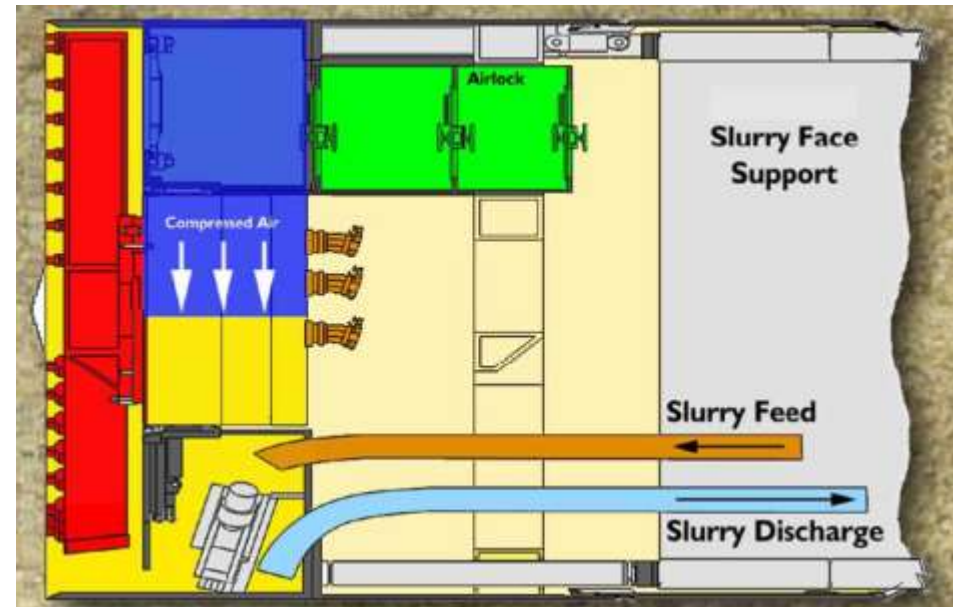 Airlock
Slurry Face
Support
Compressed Air
Slurry Feed
Slurry Discharge